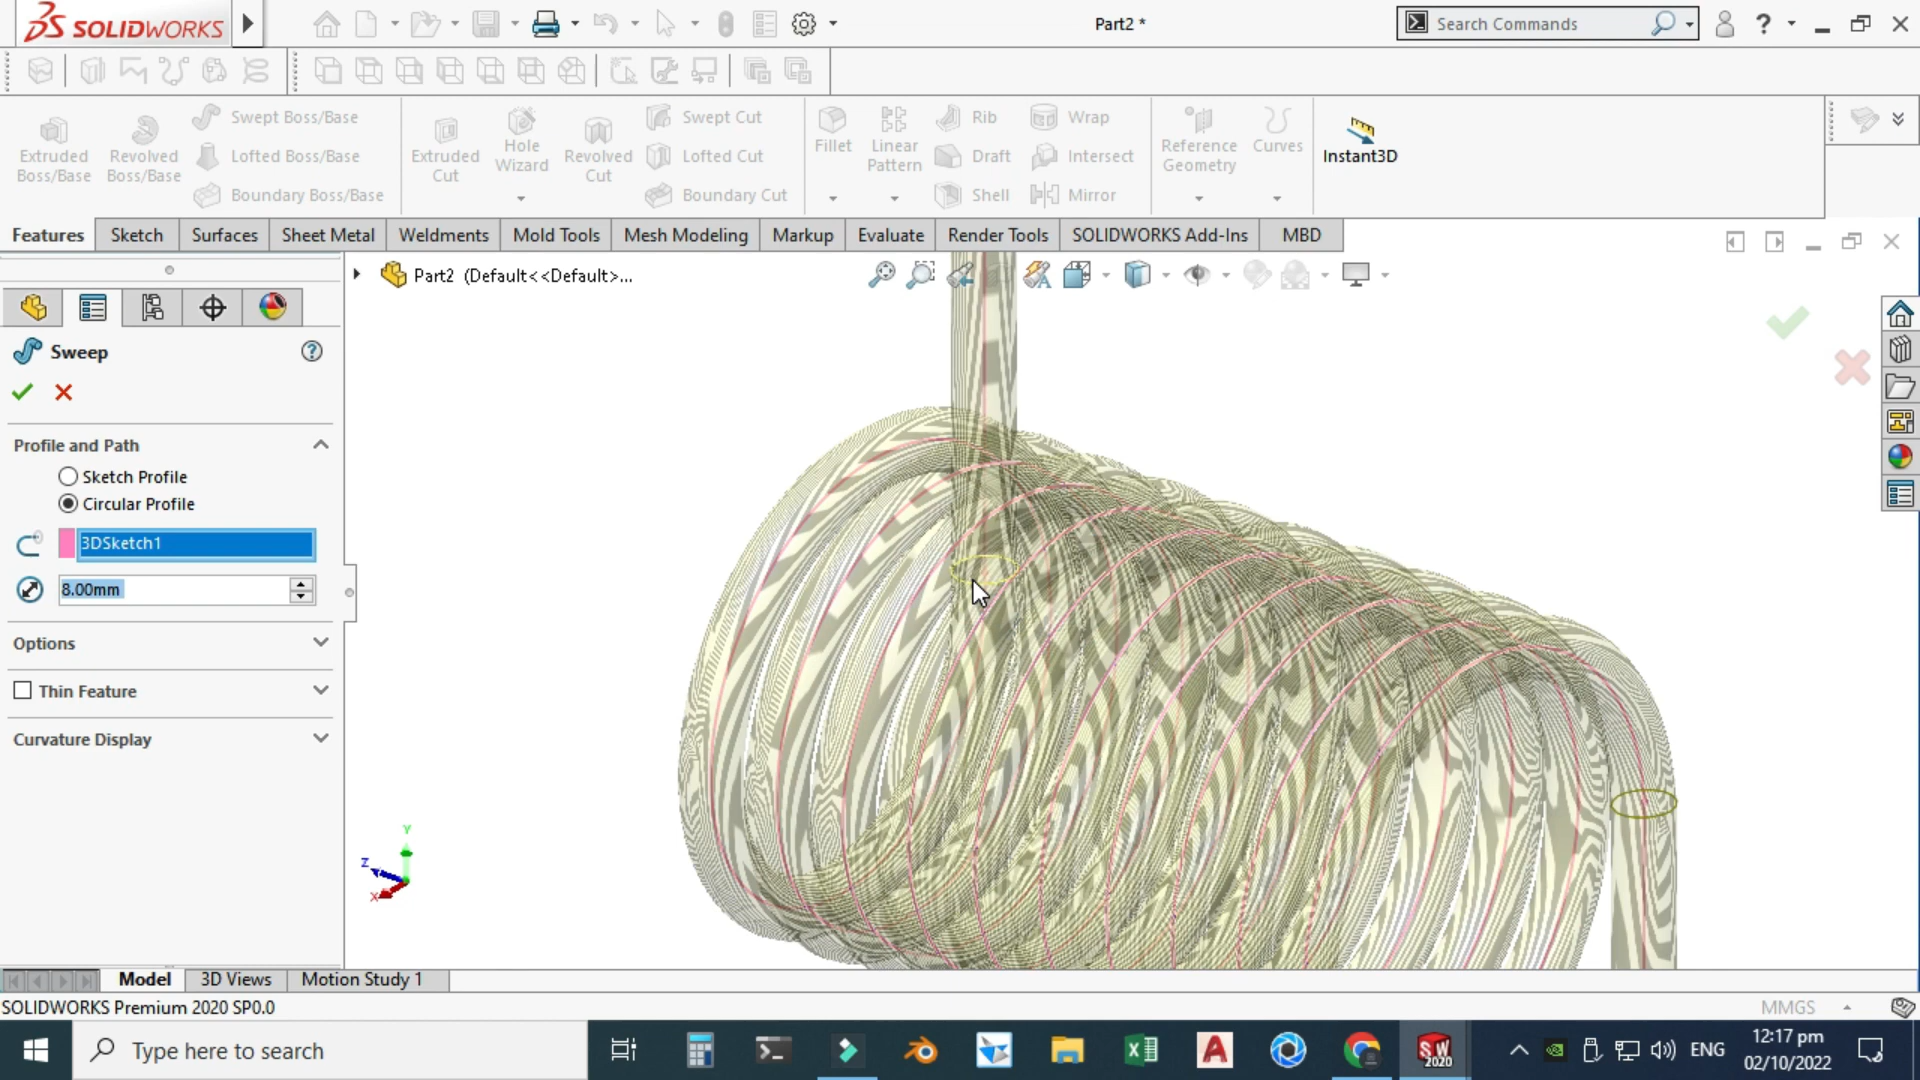 SOLIDWORKS
Part2 *
Search Commands
Extruded Boss/Base
Revolved Boss/Base
Swept Boss/Base
Lofted Boss/Base
Boundary Boss/Base
Extruded Cut
Hole Wizard
Revolved Cut
Swept Cut
Lofted Cut
Boundary Cut
Fillet
Linear Pattern
Rib
Draft
Shell
Wrap
Intersect
Mirror
Reference Geometry
Curves
Instant3D
Features
Sketch
Surfaces
Sheet Metal
Weldments
Mold Tools
Mesh Modeling
Markup
Evaluate
Render Tools
SOLIDWORKS Add-Ins
MBD
Part2 (Default<<Default>...
Sweep
Profile and Path
Sketch Profile
Circular Profile
3DSketch1
8.00mm
Options
Thin Feature
Curvature Display
Y
Z
X
Model
3D Views
Motion Study 1
SOLIDWORKS Premium 2020 SP0.0
MMGS
Type here to search
SW 2020
ENG
12:17 pm
02/10/2022